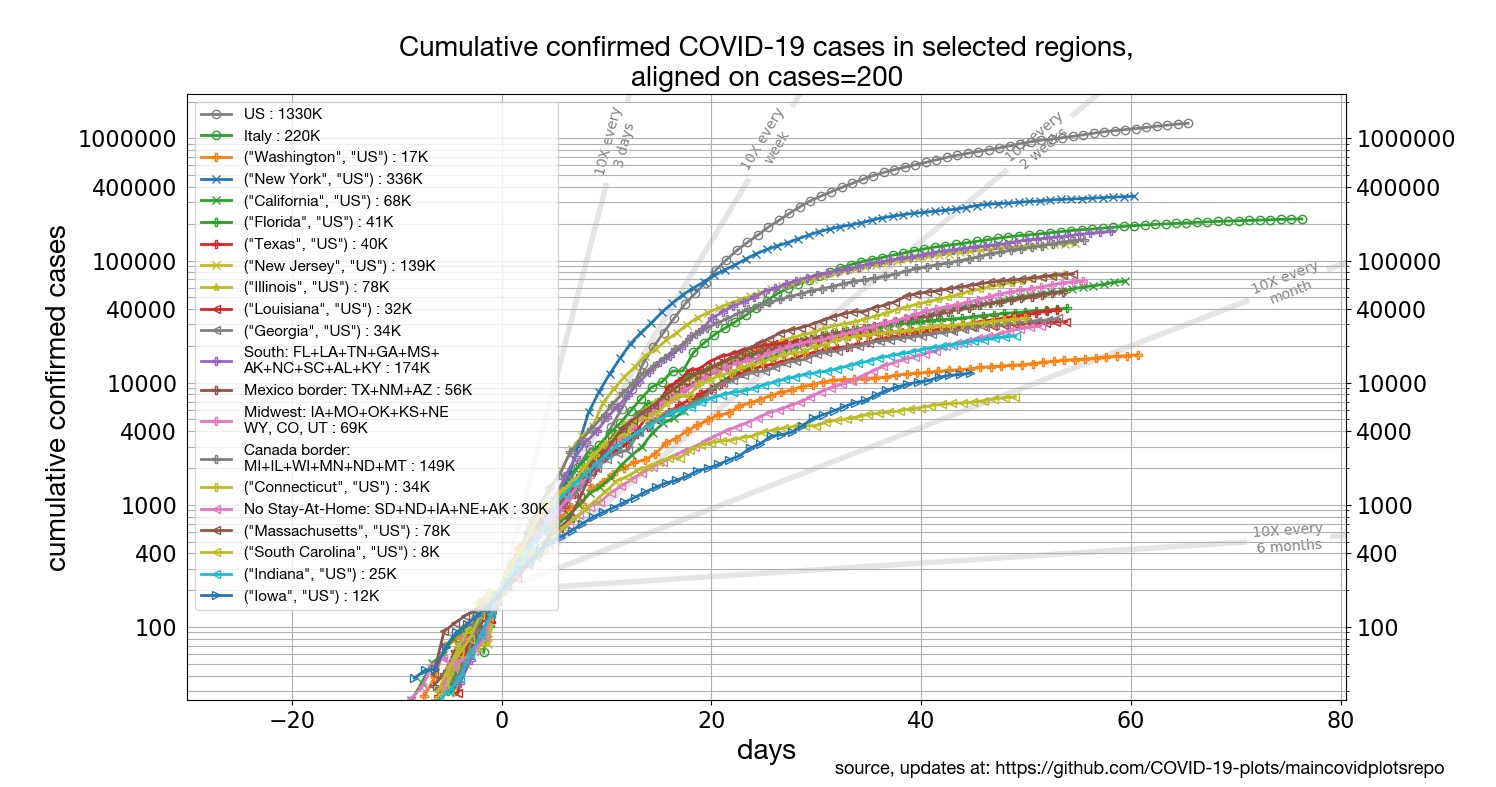 Cumulative confirmed COVID-19 cases in selected regions,
aligned on cases=200
cumulative confirmed cases
1000000
400000
100000
40000
10000
4000
1000
400
100
US : 1330K
Italy : 220K
("Washington", "US") : 17K
("New York", "US") : 336K
("California", "US") : 68K
("Florida", "US") : 41K
("Texas", "US") : 40K
("New Jersey", "US") : 139K
("Illinois", "US") : 78K
("Louisiana", "US") : 32K
("Georgia", "US") : 34K
South: FL+LA+TN+GA+MS+
AK+NC+SC+AL+KY : 174K
Mexico border: TX+NM+AZ : 56K
Midwest: IA+MO+OK+KS+NE
WY, CO, UT : 69K
Canada border:
MI+IL+WI+MN+ND+MT : 149K
("Connecticut", "US") : 34K
No Stay-At-Home: SD+ND+IA+NE+AK : 30K
("Massachusetts", "US") : 78K
("South Carolina", "US") : 8K
("Indiana", "US") : 25K
("Iowa", "US") : 12K
10X every
3 days
10X every
week
10X every
2 weeks
10X every
month
10X every
6 months
1000000
400000
100000
40000
10000
4000
1000
400
100
−20
0
20
40
60
80
days
source, updates at: https://github.com/COVID-19-plots/maincovidplotsrepo